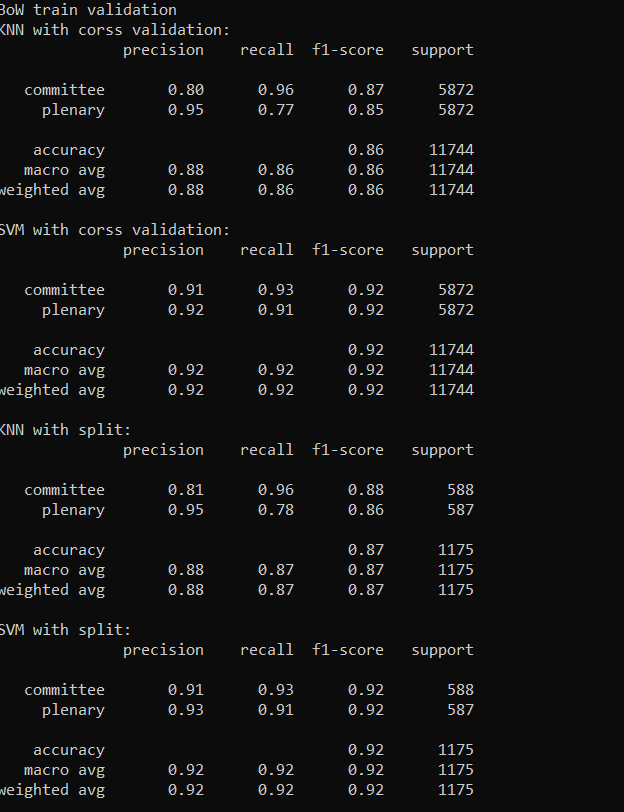 BoW train validation
KNN with corss validation:
precision recall f1-score support
committee 0.80 0.96 0.87 5872
plenary 0.95 0.77 0.85 5872
accuracy 0.86 11744
macro avg 0.88 0.86 0.86 11744
weighted avg 0.88 0.86 0.86 11744
SVM with corss validation:
precision recall f1-score support
committee 0.91 0.93 0.92 5872
plenary 0.92 0.91 0.92 5872
accuracy 0.92 11744
macro avg 0.92 0.92 0.92 11744
weighted avg 0.92 0.92 0.92 11744
KNN with split:
precision recall f1-score support
committee 0.81 0.96 0.88 588
plenary 0.95 0.78 0.86 587
accuracy 0.87 1175
macro avg 0.88 0.87 0.87 1175
weighted avg 0.88 0.87 0.87 1175
SVM with split:
precision recall f1-score support
committee 0.91 0.93 0.92 588
plenary 0.93 0.91 0.92 587
accuracy 0.92 1175
macro avg 0.92 0.92 0.92 1175
weighted avg 0.92 0.92 0.92 1175